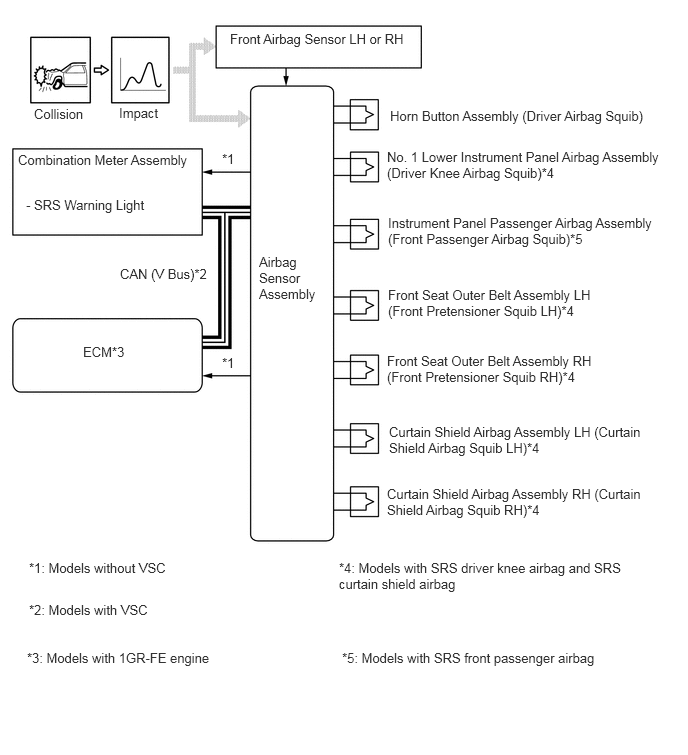 Front Airbag Sensor LH or RH
Collision
Impact
Horn Button Assembly (Driver Airbag Squib)
Combination Meter Assembly
- SRS Warning Light
*1
No. 1 Lower Instrument Panel Airbag Assembly
(Driver Knee Airbag Squib)*4
Instrument Panel Passenger Airbag Assembly
(Front Passenger Airbag Squib)*5
CAN (V Bus)*2
Airbag
Sensor
Assembly
Front Seat Outer Belt Assembly LH
(Front Pretensioner Squib LH)*4
ECM*3
*1
Front Seat Outer Belt Assembly RH
(Front Pretensioner Squib RH)*4
Curtain Shield Airbag Assembly LH (Curtain
Shield Airbag Squib LH)*4
Curtain Shield Airbag Assembly RH (Curtain
Shield Airbag Squib RH)*4
*1: Models without VSC
*4: Models with SRS driver knee airbag and SRS
curtain shield airbag
*2: Models with VSC
*3: Models with 1GR-FE engine
*5: Models with SRS front passenger airbag